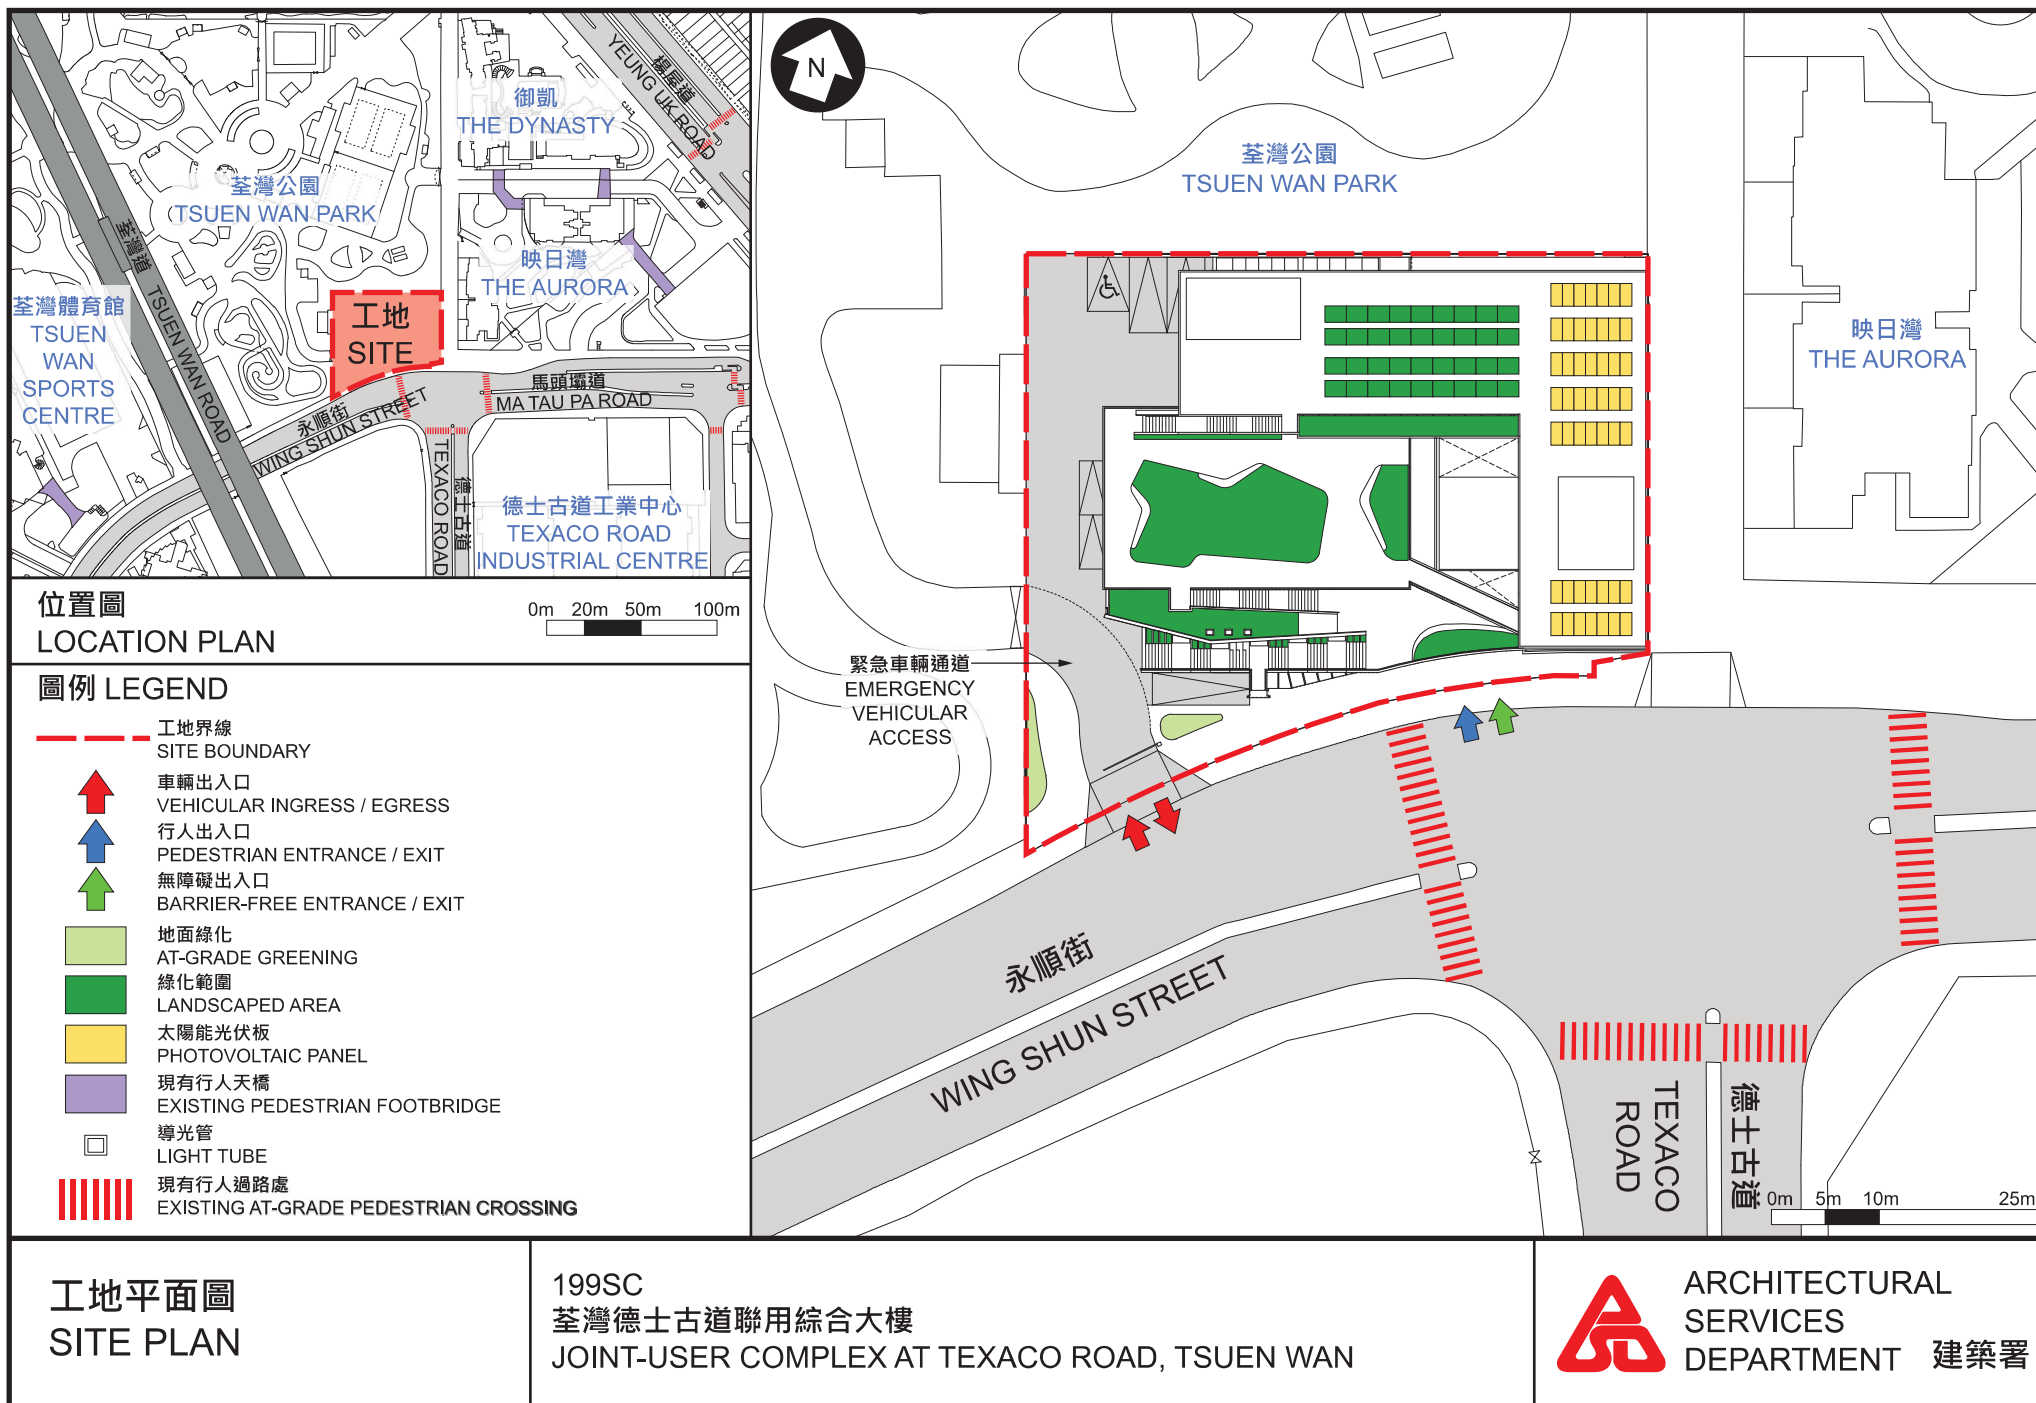 楊屋道
YEUNG UK ROAD
御凱
THE DYNASTY
荃灣公園
TSUEN WAN PARK
荃灣道
TSUEN WAN ROAD
映日灣
THE AURORA
荃灣體育館
TSUEN
WAN
SPORTS
CENTRE
工地
SITE
馬頭壩道
MA TAU PA ROAD
永順街
WING SHUN STREET
TEXACO ROAD
德士古道
德士古道工業中心
TEXACO ROAD
INDUSTRIAL CENTRE
位置圖
LOCATION PLAN
0m 20m 50m 100m
圖例 LEGEND
工地界線
SITE BOUNDARY
車輛出入口
VEHICULAR INGRESS / EGRESS
行人出入口
PEDESTRIAN ENTRANCE / EXIT
無障礙出入口
BARRIER-FREE ENTRANCE / EXIT
地面綠化
AT-GRADE GREENING
綠化範圍
LANDSCAPED AREA
太陽能光伏板
PHOTOVOLTAIC PANEL
現有行人天橋
EXISTING PEDESTRIAN FOOTBRIDGE
導光管
LIGHT TUBE
現有行人過路處
EXISTING AT-GRADE PEDESTRIAN CROSSING
N
荃灣公園
TSUEN WAN PARK
映日灣
THE AURORA
緊急車輛通道
EMERGENCY
VEHICULAR
ACCESS
永順街
WING SHUN STREET
TEXACO
ROAD
德士古道
0m 5m 10m 25m
工地平面圖
SITE PLAN
199SC
荃灣德士古道聯用綜合大樓
JOINT-USER COMPLEX AT TEXACO ROAD, TSUEN WAN
ARCHITECTURAL
SERVICES
DEPARTMENT 建築署